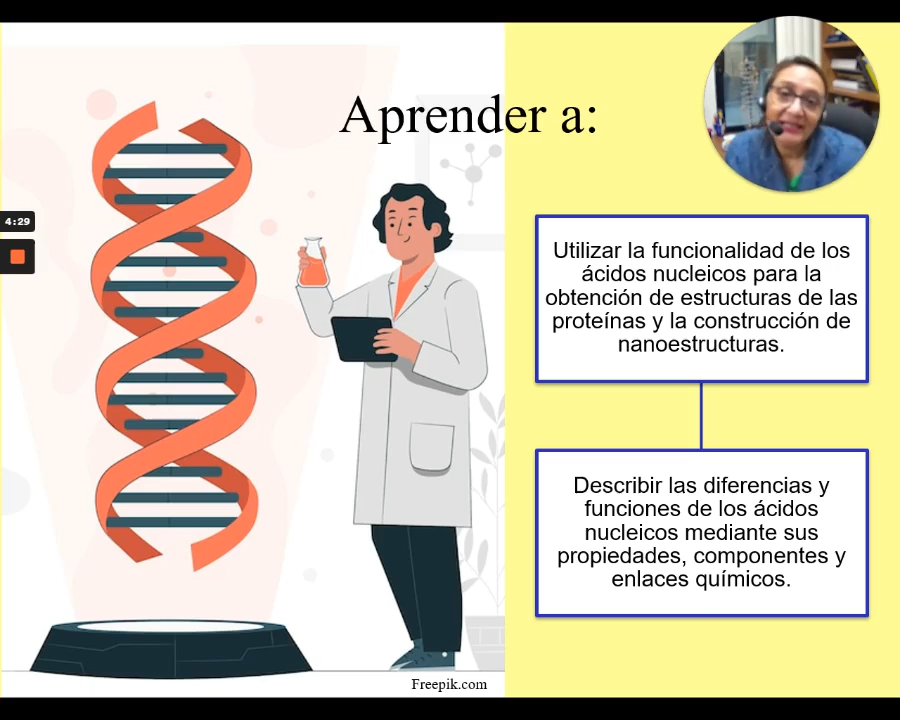 Aprender a:
4:29
Utilizar la funcionalidad de los
ácidos nucleicos para la
obtención de estructuras de las
proteínas y la construcción de
nanoestructuras.
Describir las diferencias y
funciones de los ácidos
nucleicos mediante sus
propiedades, componentes y
enlaces químicos.
Freepik.com